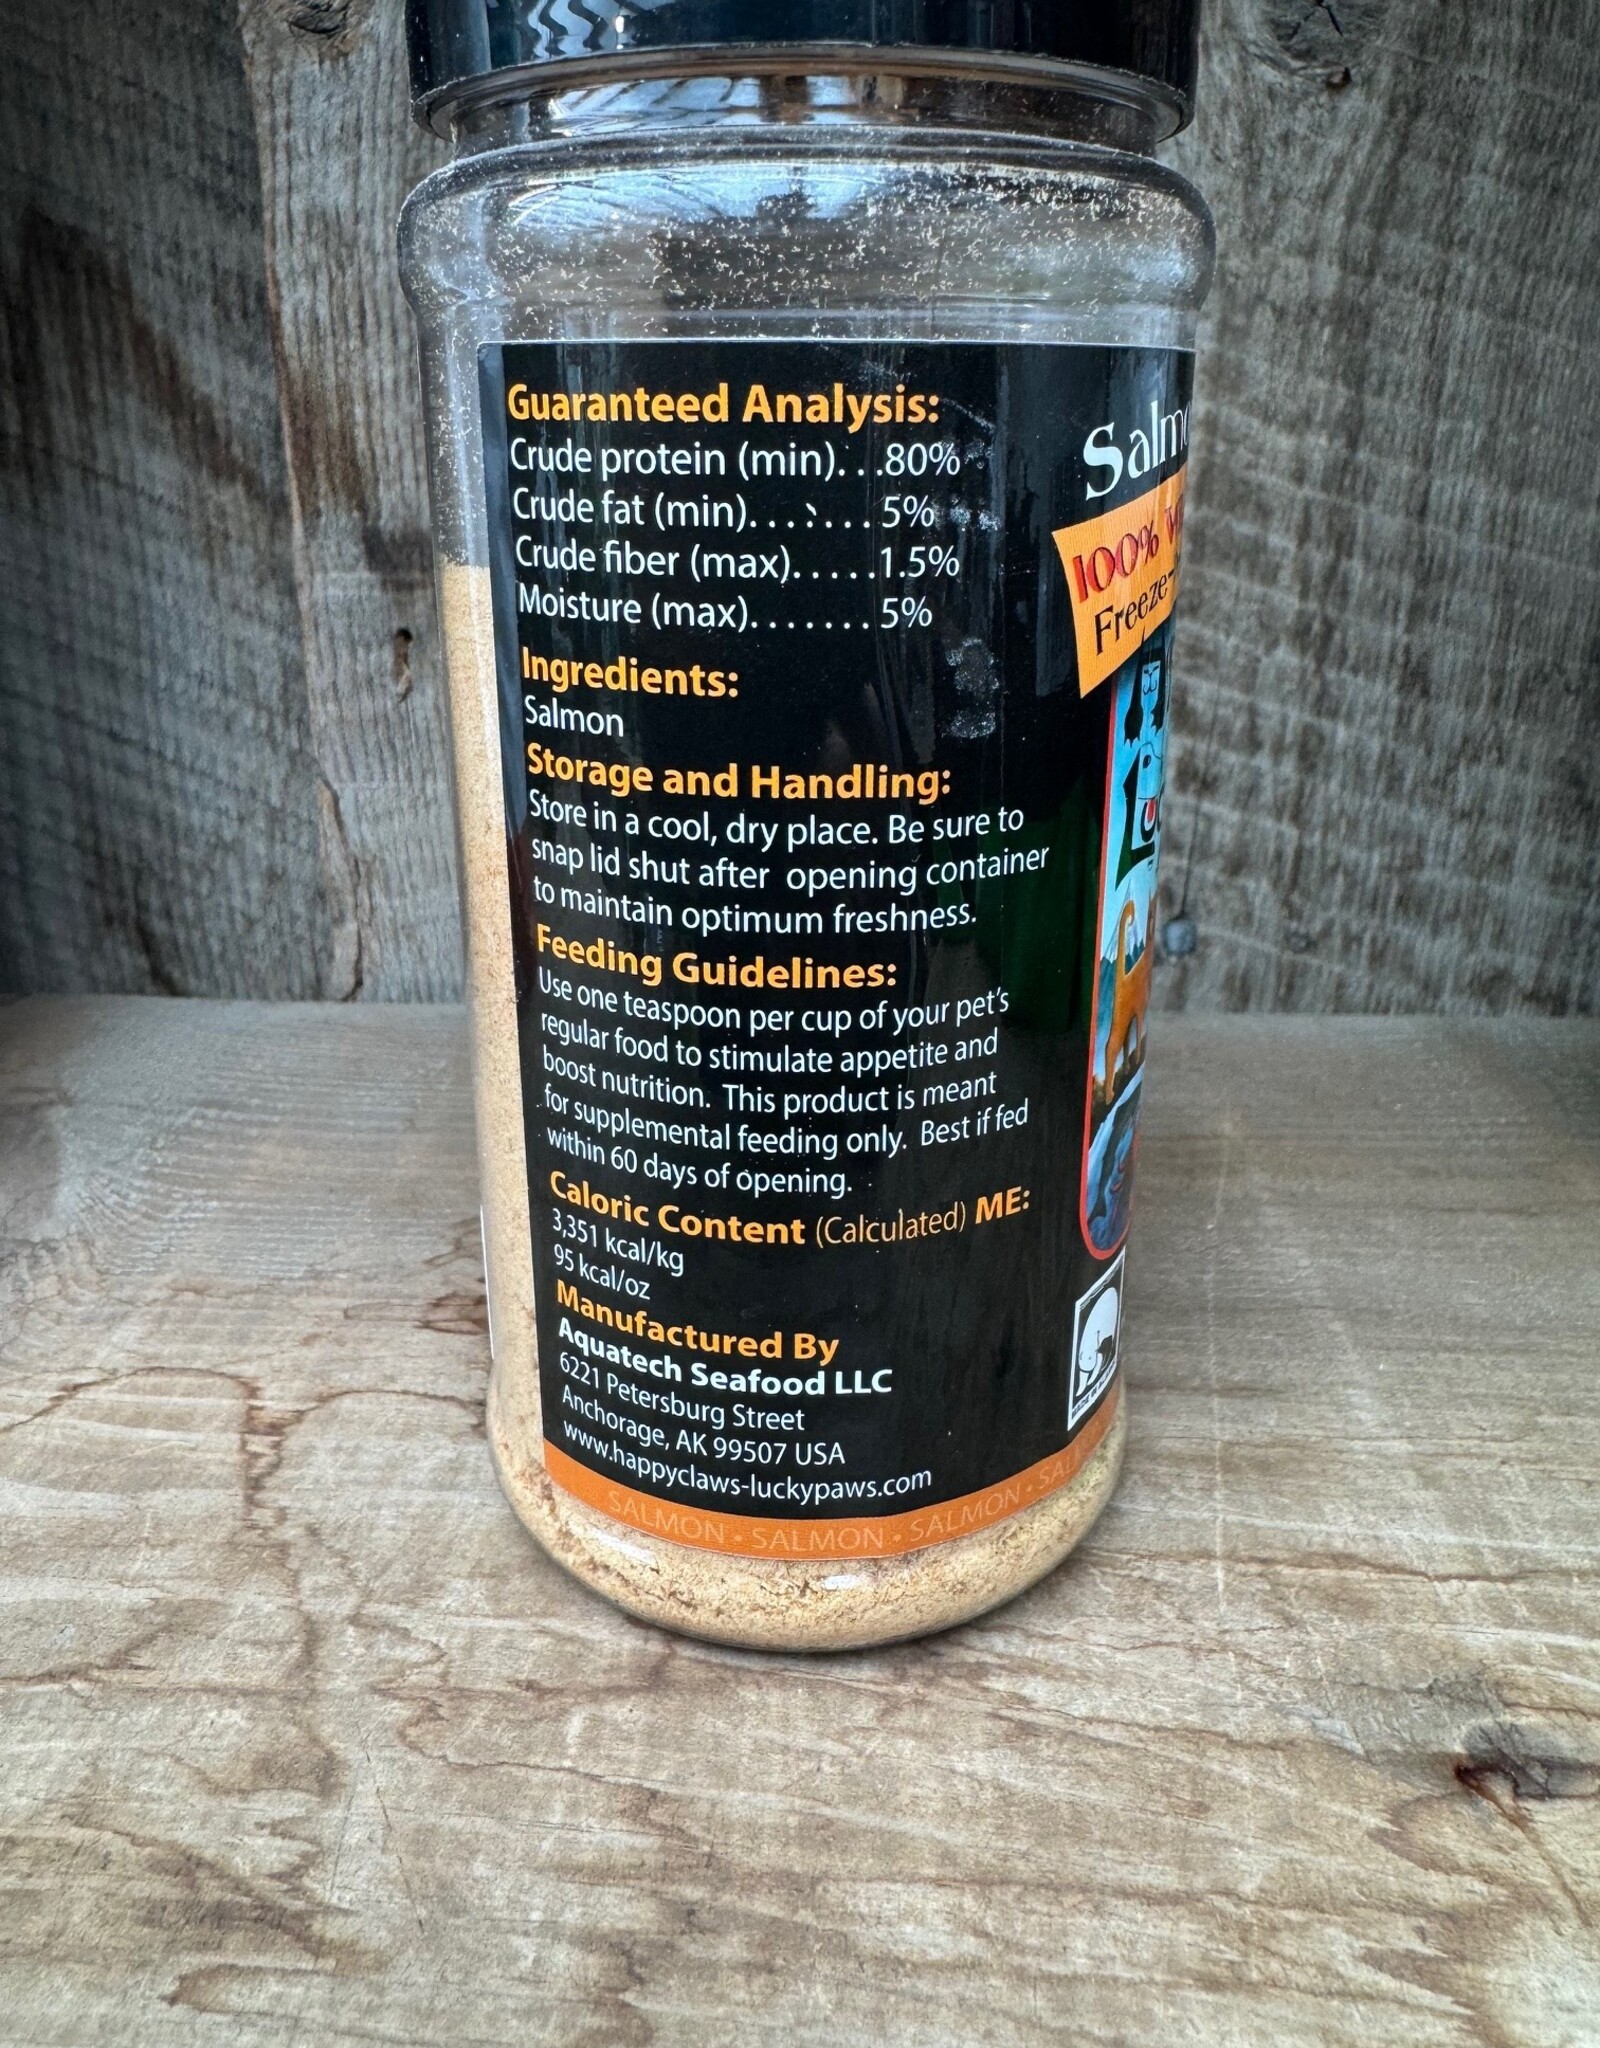 Guaranteed Analysis:
Crude protein (min). . .80%
Crude fat (min). . . . . . . 5%
Crude fiber (max). . . . .1.5%
Moisture (max). . . . . . . 5%
Ingredients:
Salmon
Storage and Handling:
Store in a cool, dry place. Be sure to
snap lid shut after opening container
to maintain optimum freshness.
Feeding Guidelines:
Use one teaspoon per cup of your pet's
regular food to stimulate appetite and
boost nutrition. This product is meant
for supplemental feeding only. Best if fed
within 60 days of opening.
Caloric Content (Calculated) ME:
3,351 kcal/kg
95 kcal/oz
Manufactured By
Aquatech Seafood LLC
6221 Petersburg Street
Anchorage, AK 99507 USA
www.happyclaws-luckypaws.com
SALMON • SALMON • SALMON •
100%
Freeze-